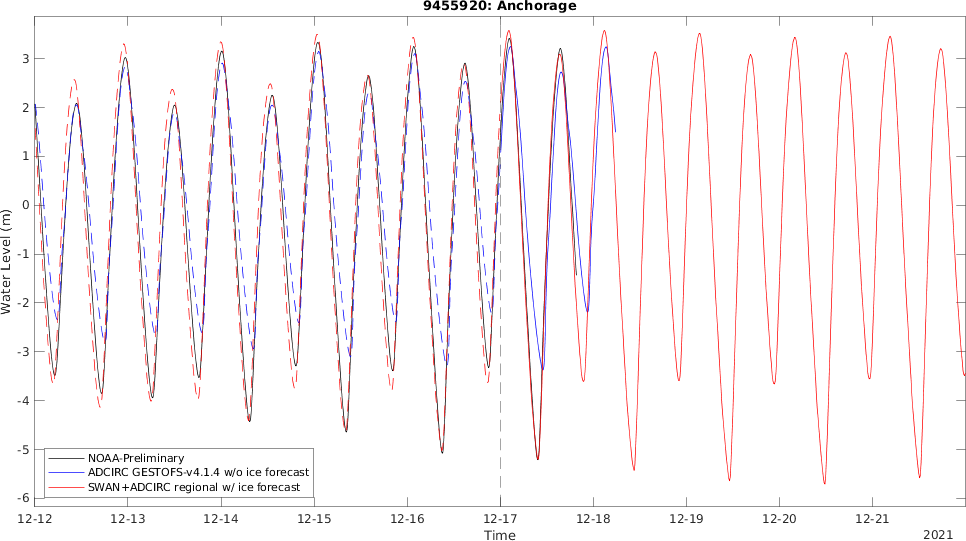 9455920: Anchorage
Water Level (m)
3
2
1
0
-1
-2
-3
-4
-5
-6
NOAA-Preliminary
ADCIRC GESTOFS-v4.1.4 w/o ice forecast
SWAN+ADCIRC regional w/ ice forecast
12-12 12-13 12-14 12-15 12-16 12-17 12-18 12-19 12-20 12-21
Time
2021